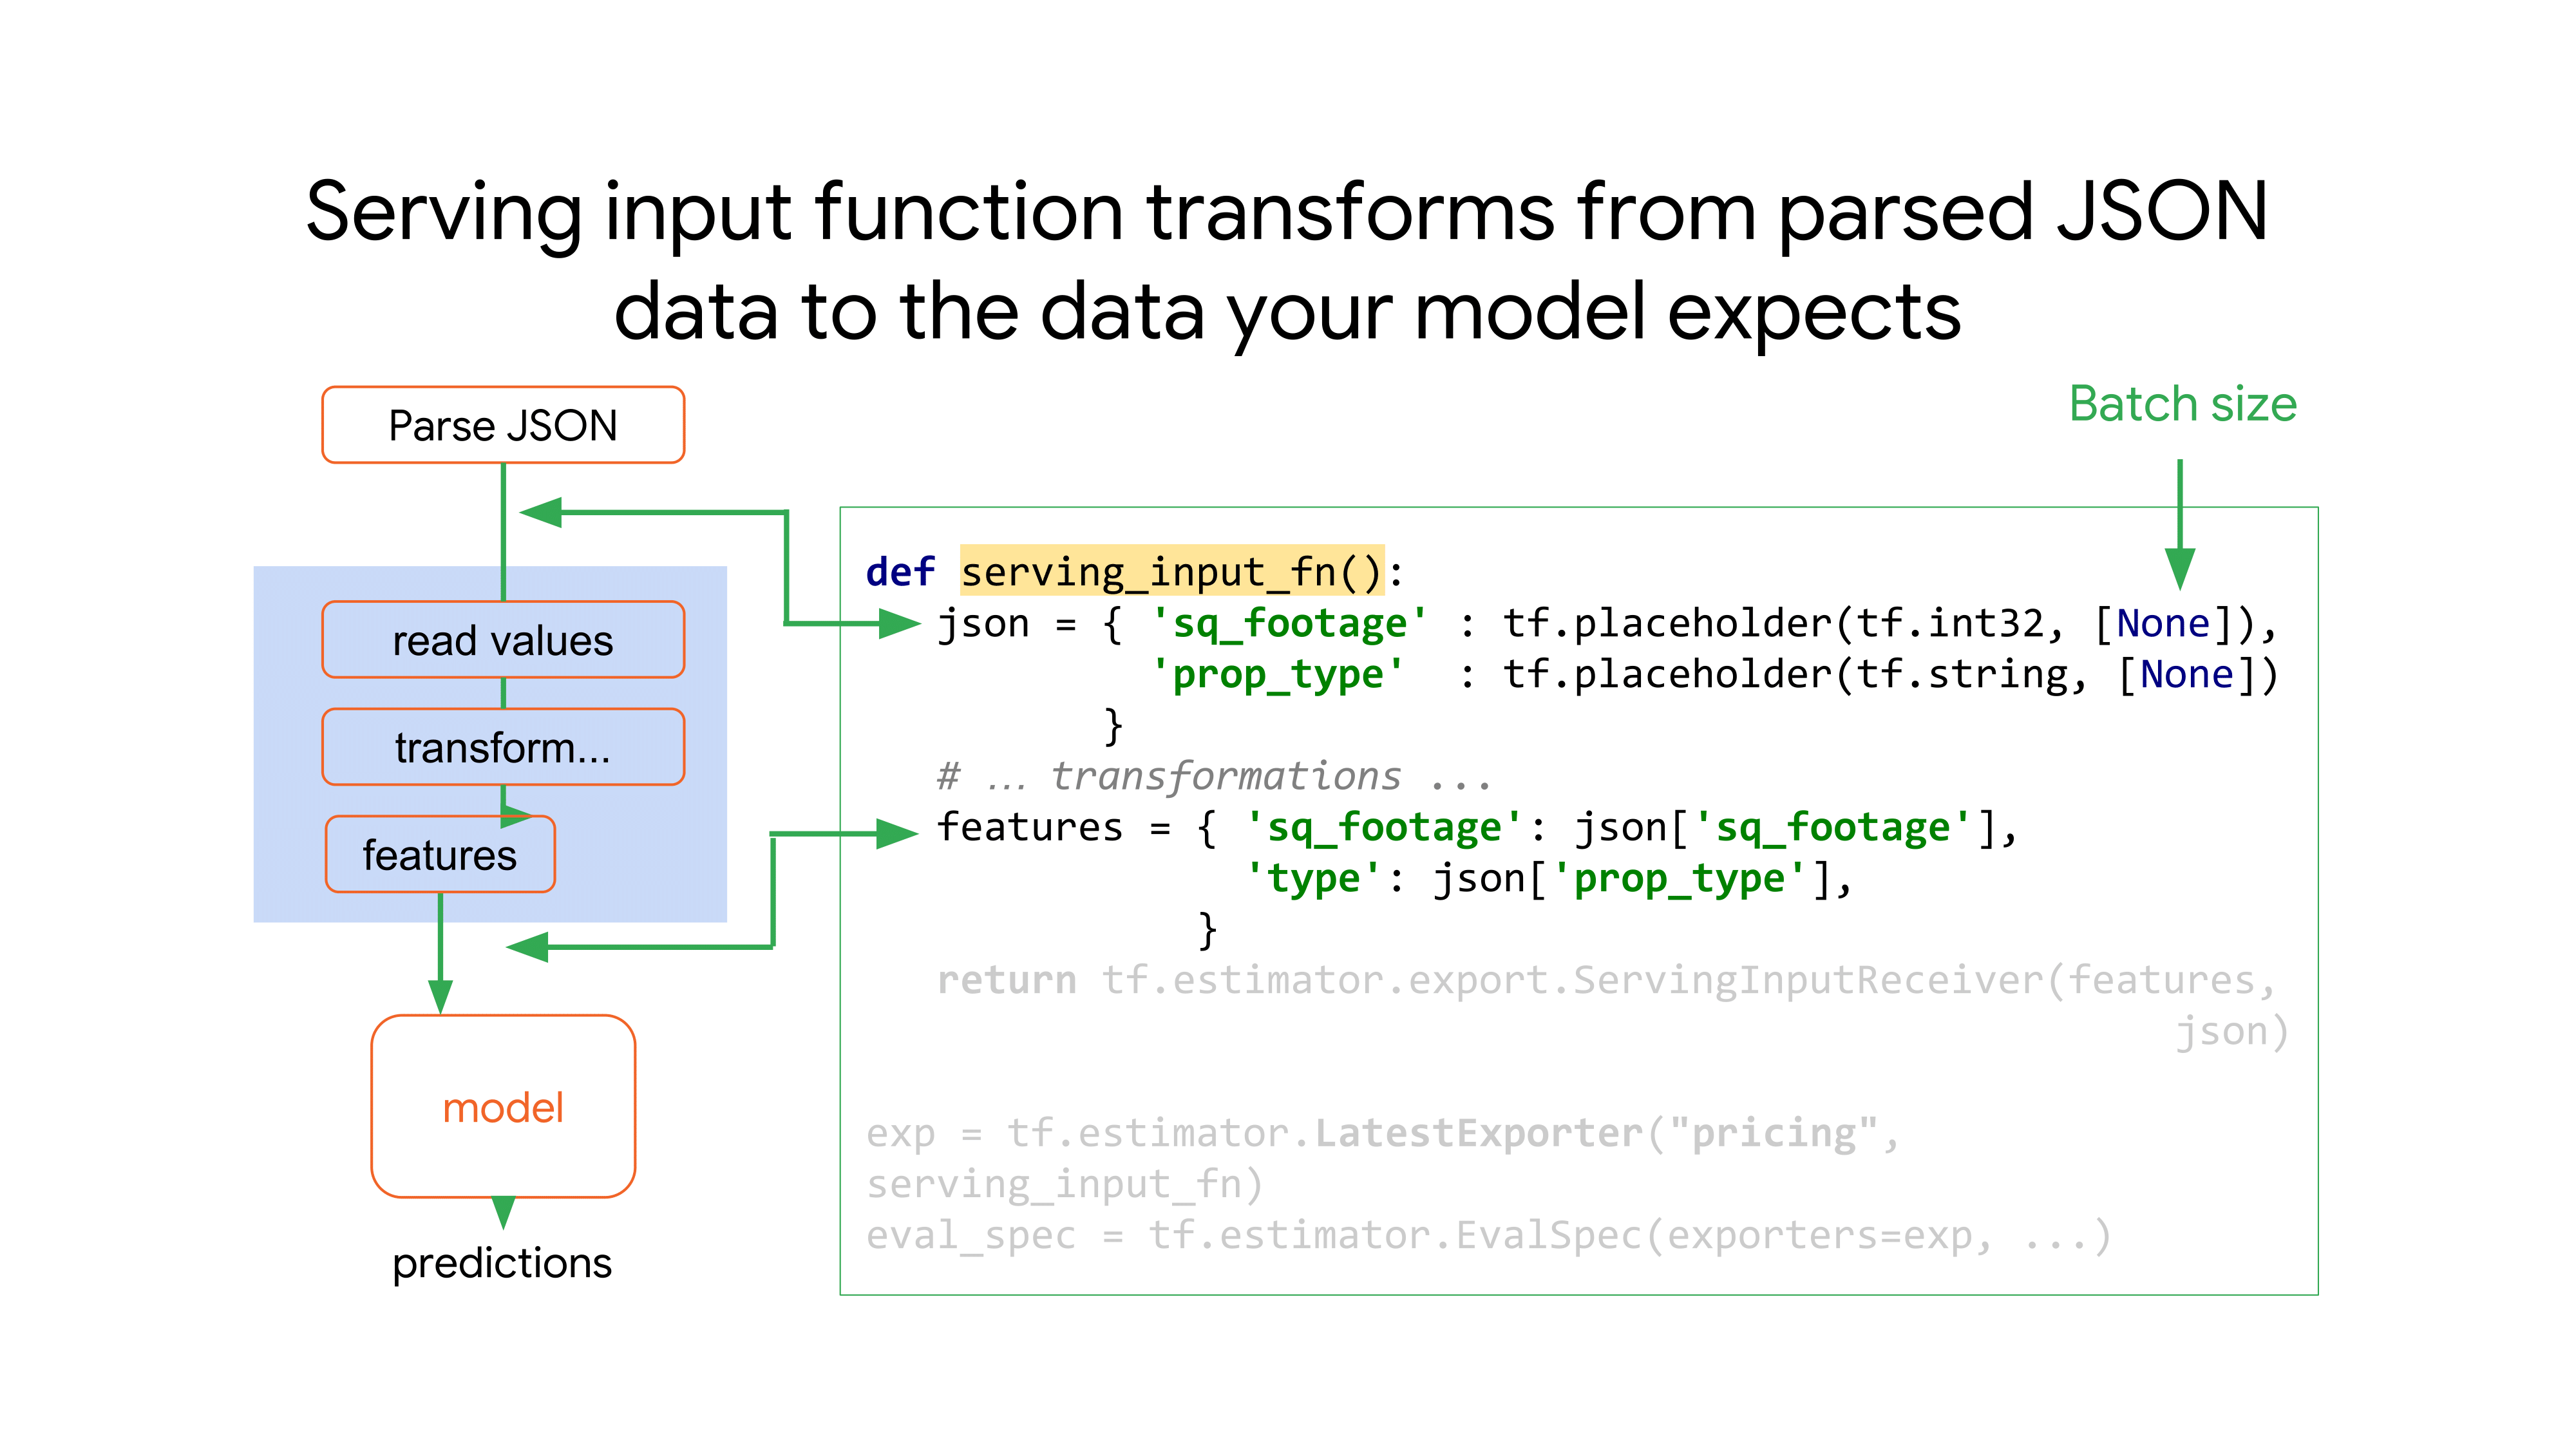 Serving input function transforms from parsed JSON
data to the data your model expects
Parse JSON
read values
transform...
features
model
predictions
Batch size
def serving_input_fn():
json = { 'sq_footage' : tf.placeholder(tf.int32, [None]),
'prop_type' : tf.placeholder(tf.string, [None])
}
# … transformations ...
features = { 'sq_footage': json['sq_footage'],
'type': json['prop_type'],
}
return tf.estimator.export.ServingInputReceiver(features,
json)
exp = tf.estimator.LatestExporter("pricing",
serving_input_fn)
eval_spec = tf.estimator.EvalSpec(exporters=exp, ...)